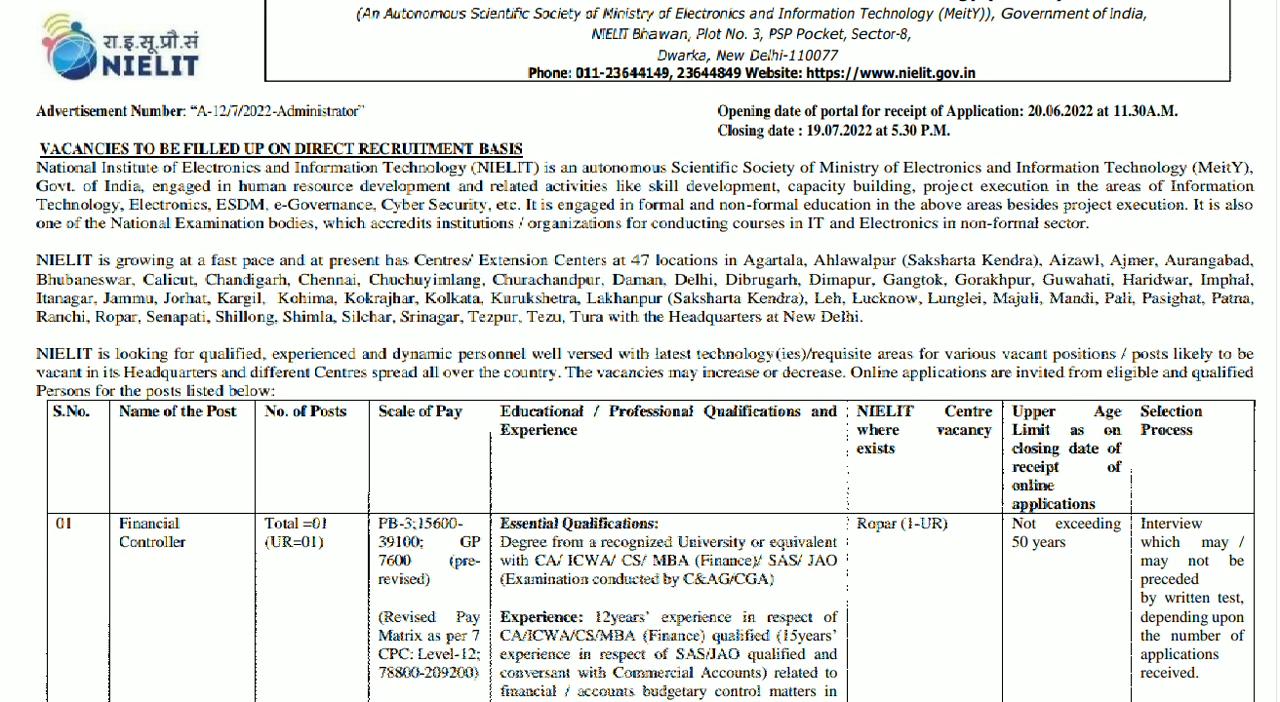 (An Autonomous Scientific Society of Ministry of Electronics and Information Technology (MeitY)), Government of India,
NIELIT Bhawan, Plot No. 3, PSP Pocket, Sector-8,
Dwarka, New Delhi-110077
Phone: 011-23644149, 23644849 Website: https://www.nielit.gov.in
रा.इ.सू.प्रौ.सं
NIELIT
Advertisement Number: “A-12/7/2022-Administrator”
Opening date of portal for receipt of Application: 20.06.2022 at 11.30A.M.
Closing date : 19.07.2022 at 5.30 P.M.
VACANCIES TO BE FILLED UP ON DIRECT RECRUITMENT BASIS
National Institute of Electronics and Information Technology (NIELIT) is an autonomous Scientific Society of Ministry of Electronics and Information Technology (MeitY),
Govt. of India, engaged in human resource development and related activities like skill development, capacity building, project execution in the areas of Information
Technology, Electronics, ESDM, e-Governance, Cyber Security, etc. It is engaged in formal and non-formal education in the above areas besides project execution. It is also
one of the National Examination bodies, which accredits institutions / organizations for conducting courses in IT and Electronics in non-formal sector.
NIELIT is growing at a fast pace and at present has Centres/ Extension Centers at 47 locations in Agartala, Ahlawalpur (Saksharta Kendra), Aizawl, Ajmer, Aurangabad,
Bhubaneswar, Calicut, Chandigarh, Chennai, Chuchuyimlang, Churachandpur, Daman, Delhi, Dibrugarh, Dimapur, Gangtok, Gorakhpur, Guwahati, Haridwar, Imphal,
Itanagar, Jammu, Jorhat, Kargil, Kohima, Kokrajhar, Kolkata, Kurukshetra, Lakhanpur (Saksharta Kendra), Leh, Lucknow, Lunglei, Majuli, Mandi, Pali, Pasighat, Patna,
Ranchi, Ropar, Senapati, Shillong, Shimla, Silchar, Srinagar, Tezpur, Tezu, Tura with the Headquarters at New Delhi.
NIELIT is looking for qualified, experienced and dynamic personnel well versed with latest technology(ies)/requisite areas for various vacant positions / posts likely to be
vacant in its Headquarters and different Centres spread all over the country. The vacancies may increase or decrease. Online applications are invited from eligible and qualified
Persons for the posts listed below:
S.No.
Name of the Post
No. of Posts
Scale of Pay
Educational / Professional Qualifications and
Experience
NIELIT Centre
where vacancy
exists
Upper Age
Limit as on
closing date of
receipt of
online
applications
Selection
Process
01
Financial
Controller
Total =01
(UR=01)
PB-3;15600-
39100; GP
7600 (pre-
revised)
(Revised Pay
Matrix as per 7
CPC: Level-12;
78800-209200)
Essential Qualifications:
Degree from a recognized University or equivalent
with CA/ ICWA/ CS/ MBA (Finance)/ SAS/ JAO
(Examination conducted by C&AG/CGA)
Experience: 12years’ experience in respect of
CA/ICWA/CS/MBA (Finance) qualified (15years’
experience in respect of SAS/JAO qualified and
conversant with Commercial Accounts) related to
financial / accounts budgetary control matters in
Ropar (1-UR)
Not exceeding
50 years
Interview
which may /
may not be
preceded
by written test,
depending upon
the number of
applications
received.